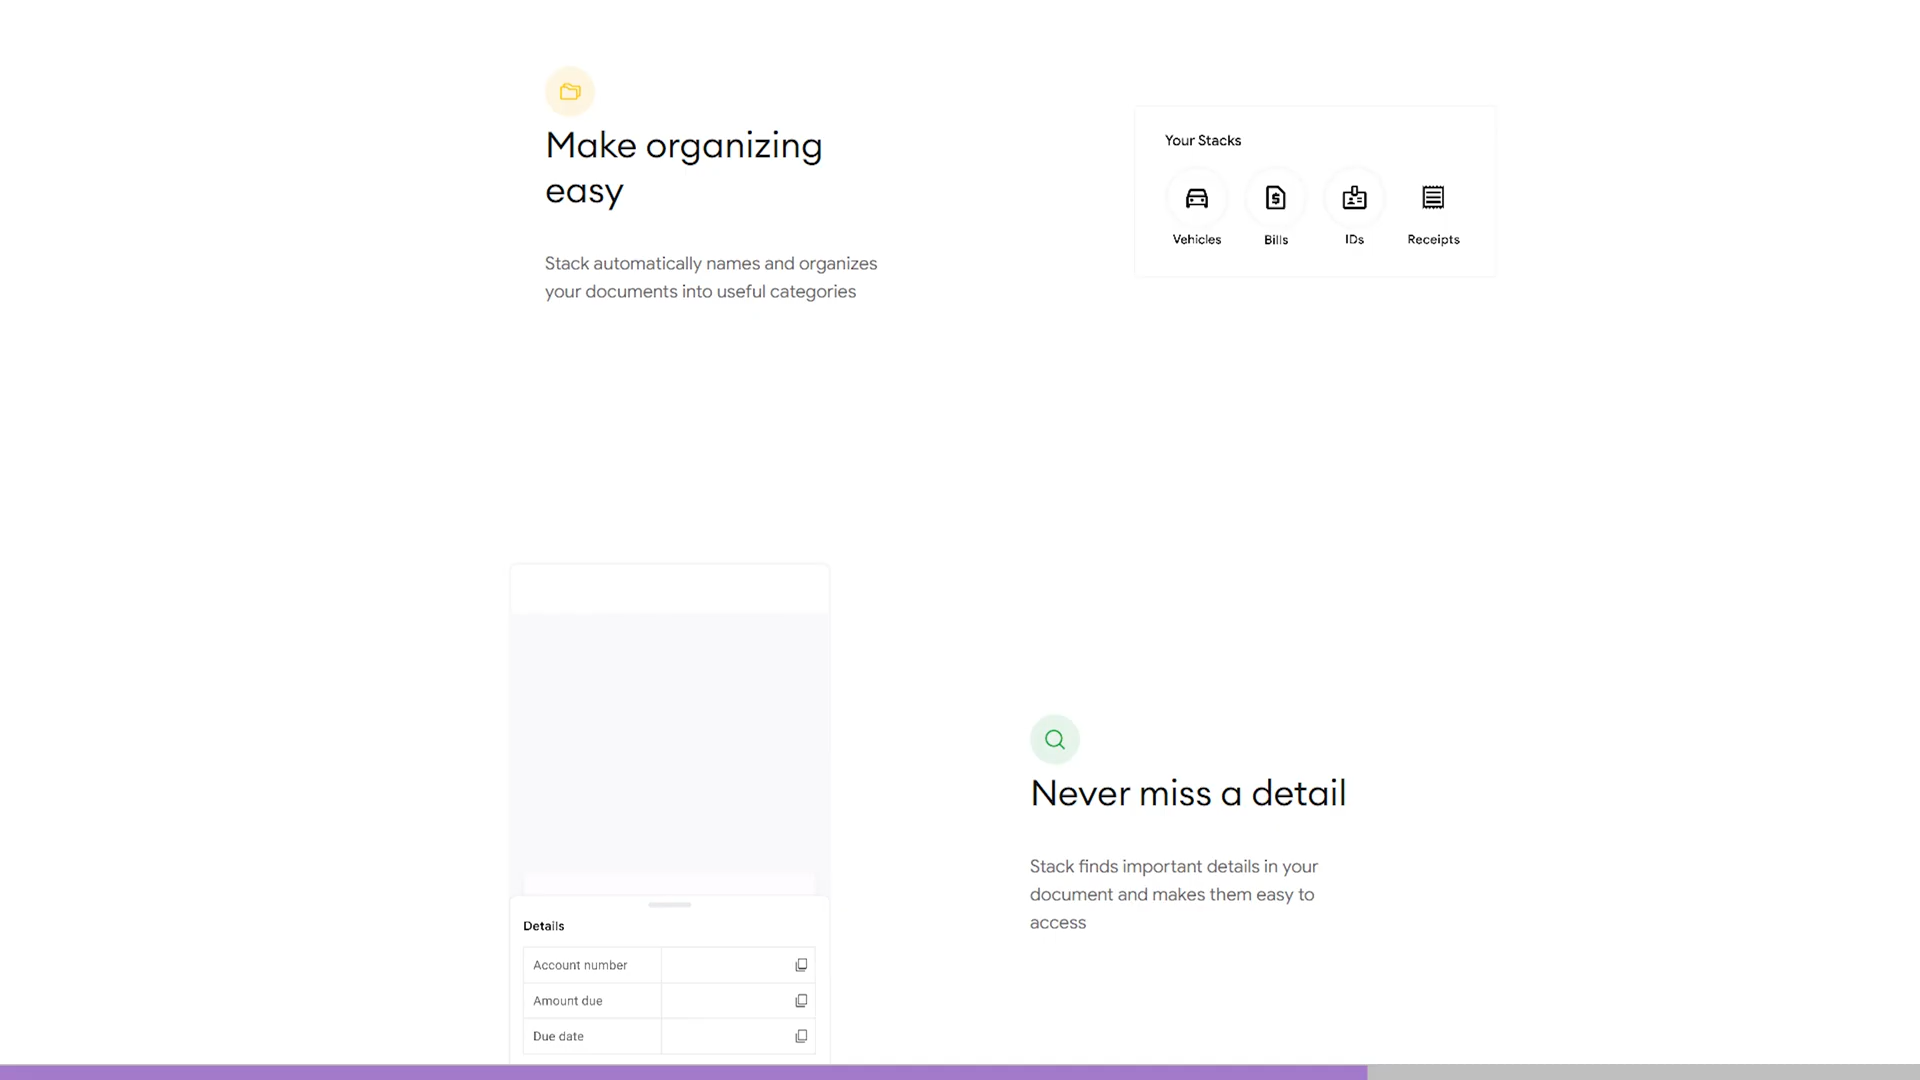 Make organizing
easy
Stack automatically names and organizes
your documents into useful categories
Your Stacks
Vehicles
Bills
IDs
Receipts
Never miss a detail
Stack finds important details in your
document and makes them easy to
access
Details
Account number
Amount due
Due date